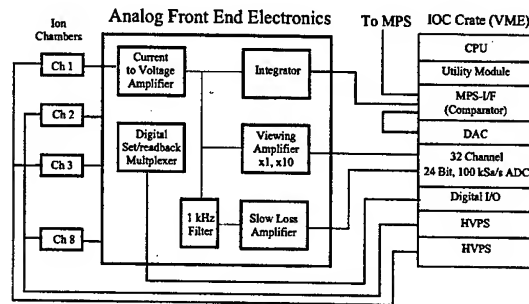 Ion
Chambers
Analog Front End Electronics
To MPS
IOC Crate (VME)
Ch 1
Ch 2
Ch 3
Ch 8
Current
to Voltage
Amplifier
Digital
Set/readback
Multplexer
1 kHz
Filter
Integrator
Viewing
Amplifier
x1, x10
Slow Loss
Amplifier
CPU
Utility Module
MPS-I/F
(Comparator)
DAC
32 Channel
24 Bit, 100 kSa/s ADC
Digital I/O
HVPS
HVPS